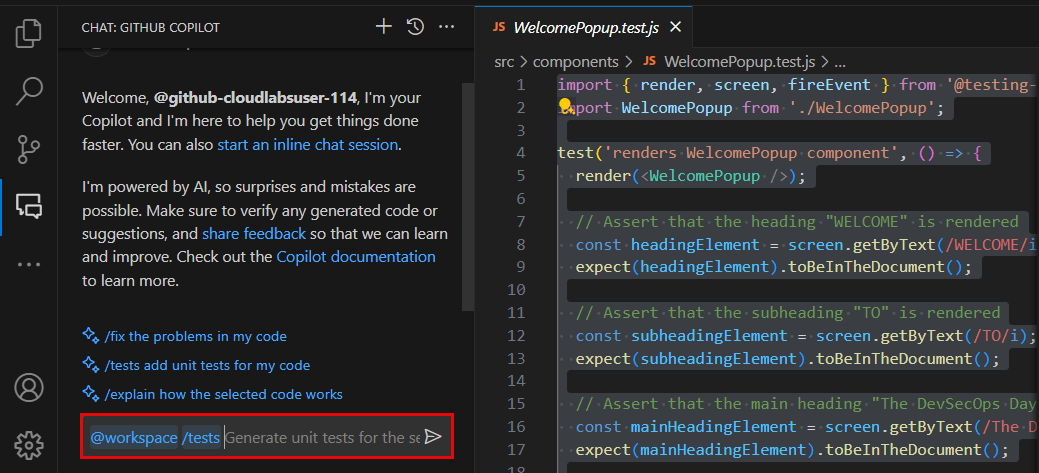 CHAT: GITHUB COPILOT
Welcome, @github-cloudlabsuser-114, I'm your
Copilot and I'm here to help you get things done
faster. You can also start an inline chat session.
I'm powered by AI, so surprises and mistakes are
possible. Make sure to verify any generated code or
suggestions, and share feedback so that we can learn
and improve. Check out the Copilot documentation
to learn more.
/fix the problems in my code
/tests add unit tests for my code
/explain how the selected code works
@workspace /tests Generate unit tests for the se
JS WelcomePopup.test.js
src > components > JS WelcomePopup.test.js > ...
1 import { render, screen, fireEvent } from '@testing-
2 import WelcomePopup from './WelcomePopup';
3
4 test('renders WelcomePopup component', () => {
5 render(<WelcomePopup />);
6
7 // Assert that the heading "WELCOME" is rendered
8 const headingElement = screen.getByText(/WELCOME/i
9 expect(headingElement).toBeInTheDocument();
10
11 // Assert that the subheading "TO" is rendered
12 const subheadingElement = screen.getByText(/TO/i);
13 expect(subheadingElement).toBeInTheDocument();
14
15 // Assert that the main heading "The DevSecOps Day
16 const mainHeadingElement = screen.getByText(/The D
17 expect(mainHeadingElement).toBeInTheDocument();
18